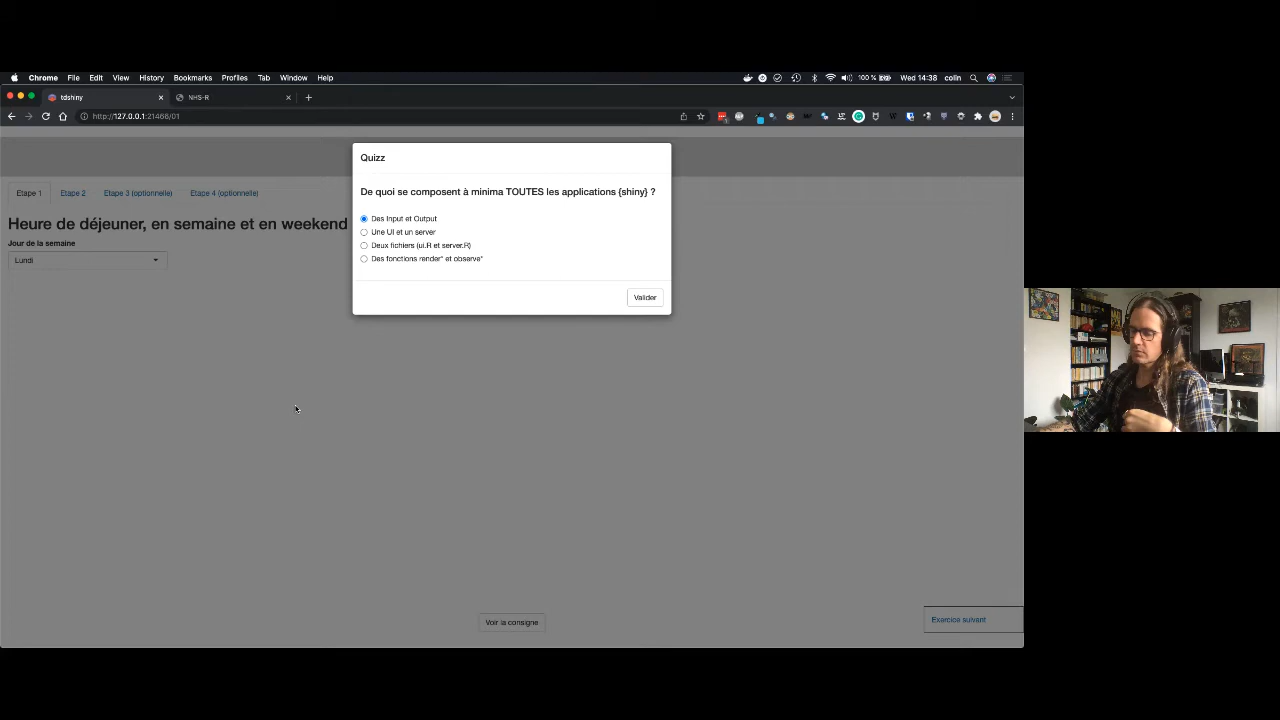 Chrome File Edit View History Bookmarks Profiles Tab Window Help 100 % Wed 14:38 colin
tdshiny NHS-R
http://127.0.0.1:21466/01
Quizz
De quoi se composent à minima TOUTES les applications {shiny} ?
Des Input et Output
Une UI et un server
Deux fichiers (ui.R et server.R)
Des fonctions render* et observe*
Valider
Etape 1 Etape 2 Etape 3 (optionnelle) Etape 4 (optionnelle)
Heure de déjeuner, en semaine et en weekend
Jour de la semaine
Lundi
Voir la consigne
Exercice suivant